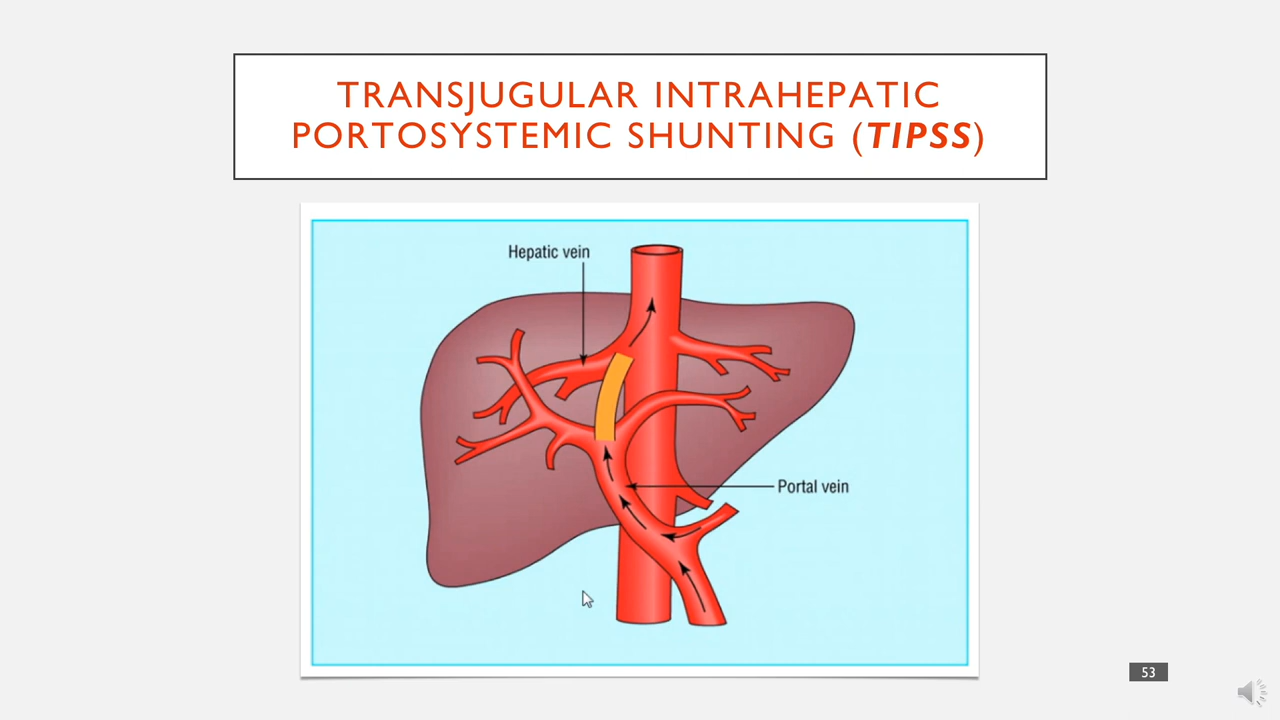 TRANSJUGULAR INTRAHEPATIC
PORTOSYSTEMIC SHUNTING (TIPSS)
Hepatic vein
Portal vein
53